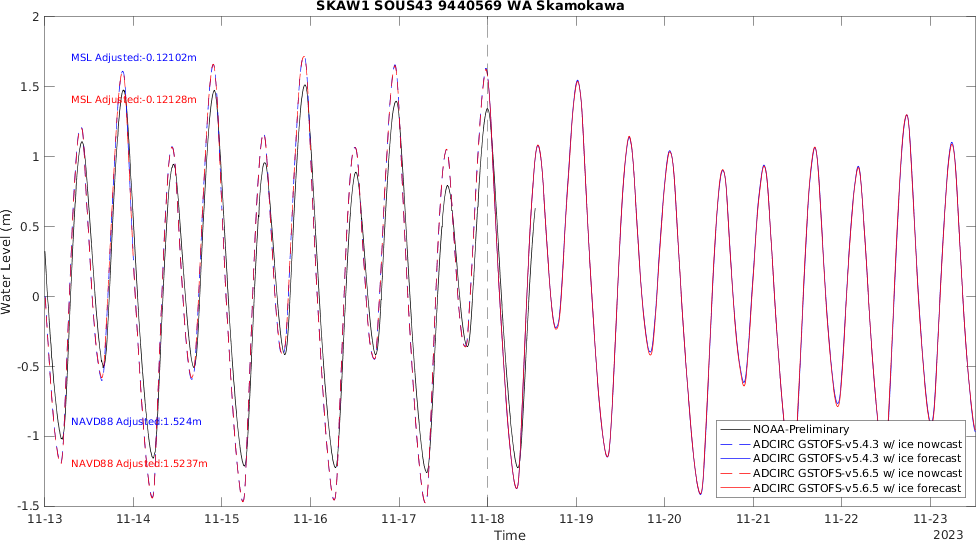 SKAW1 SOUS43 9440569 WA Skamokawa
Water Level (m)
2
1.5
1
0.5
0
-0.5
-1
-1.5
MSL Adjusted:-0.12102m
MSL Adjusted:-0.12128m
NAVD88 Adjusted:1.524m
NAVD88 Adjusted:1.5237m
NOAA-Preliminary
ADCIRC GSTOFS-v5.4.3 w/ ice nowcast
ADCIRC GSTOFS-v5.4.3 w/ ice forecast
ADCIRC GSTOFS-v5.6.5 w/ ice nowcast
ADCIRC GSTOFS-v5.6.5 w/ ice forecast
11-13 11-14 11-15 11-16 11-17 11-18 11-19 11-20 11-21 11-22 11-23
Time
2023